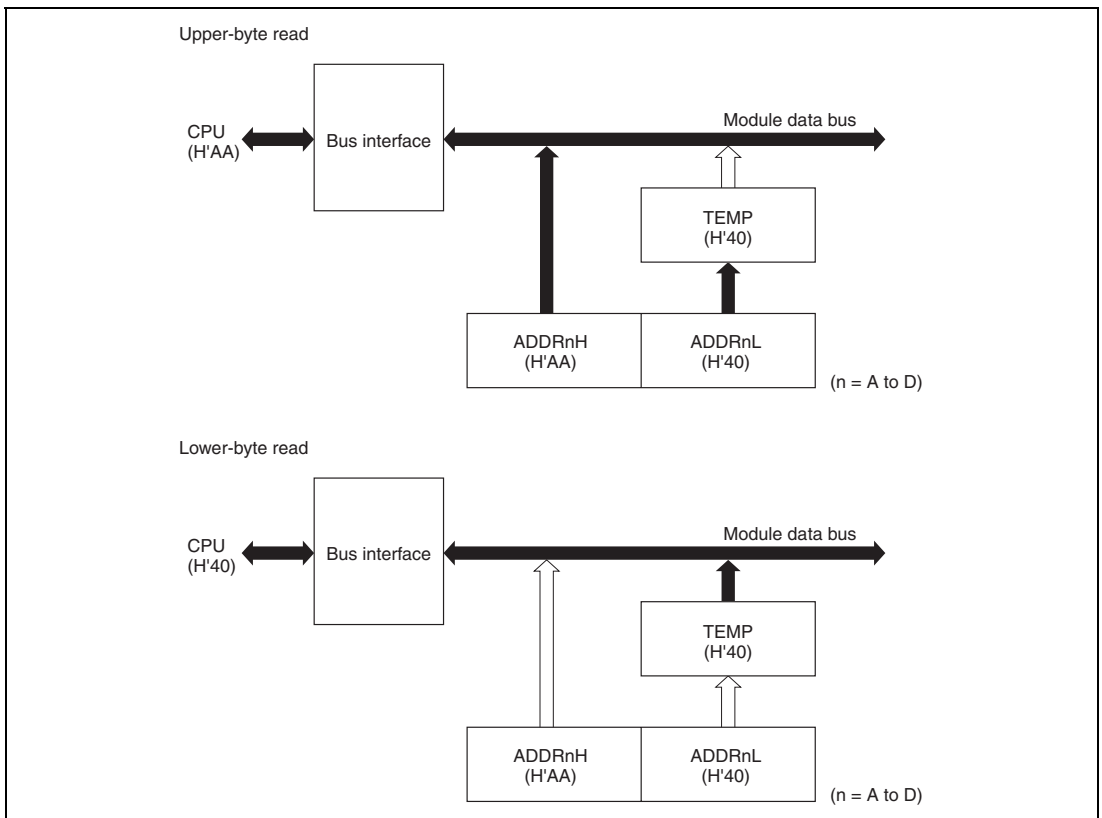 Upper-byte read
Module data bus
CPU
(H'AA)
Bus interface
TEMP
(H'40)
ADDRnH
(H'AA)
ADDRnL
(H'40)
(n = A to D)
Lower-byte read
Module data bus
CPU
(H'40)
Bus interface
TEMP
(H'40)
ADDRnH
(H'AA)
ADDRnL
(H'40)
(n = A to D)